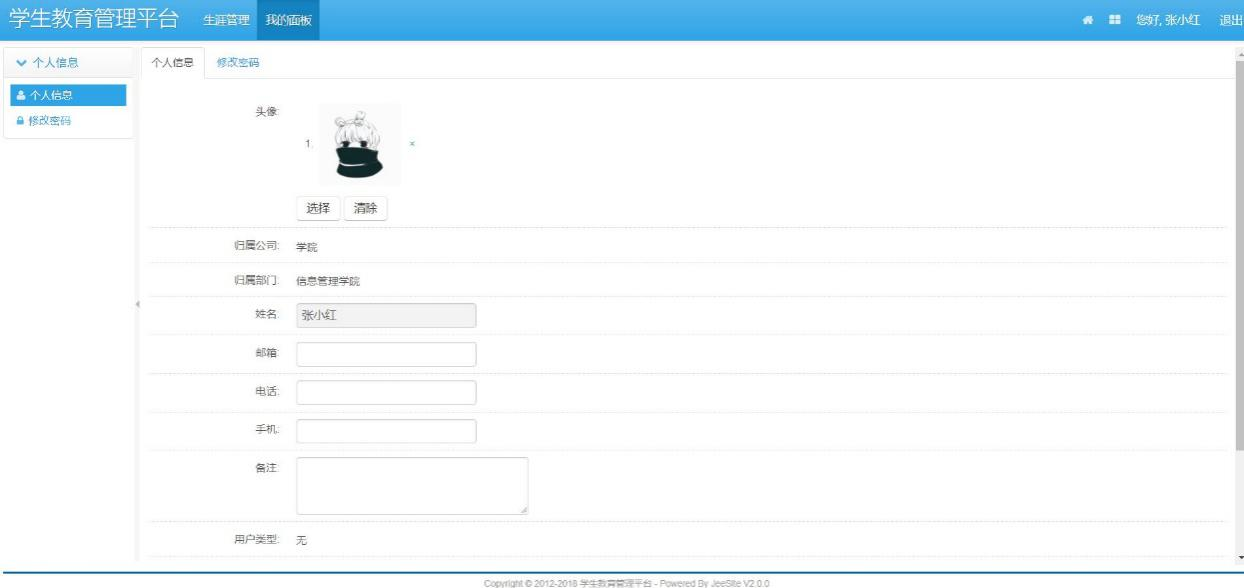 学生教育管理平台 生涯管理 我的面板 您好, 张小红 退出
个人信息
个人信息
修改密码
个人信息 修改密码
头像:
1. ×
选择 清除
归属公司: 学院
归属部门: 信息管理学院
姓名: 张小红
邮箱:
电话:
手机:
备注:
用户类型: 无
Copyright © 2012-2018 学生教育管理平台 - Powered By JeeSite V2.0.0